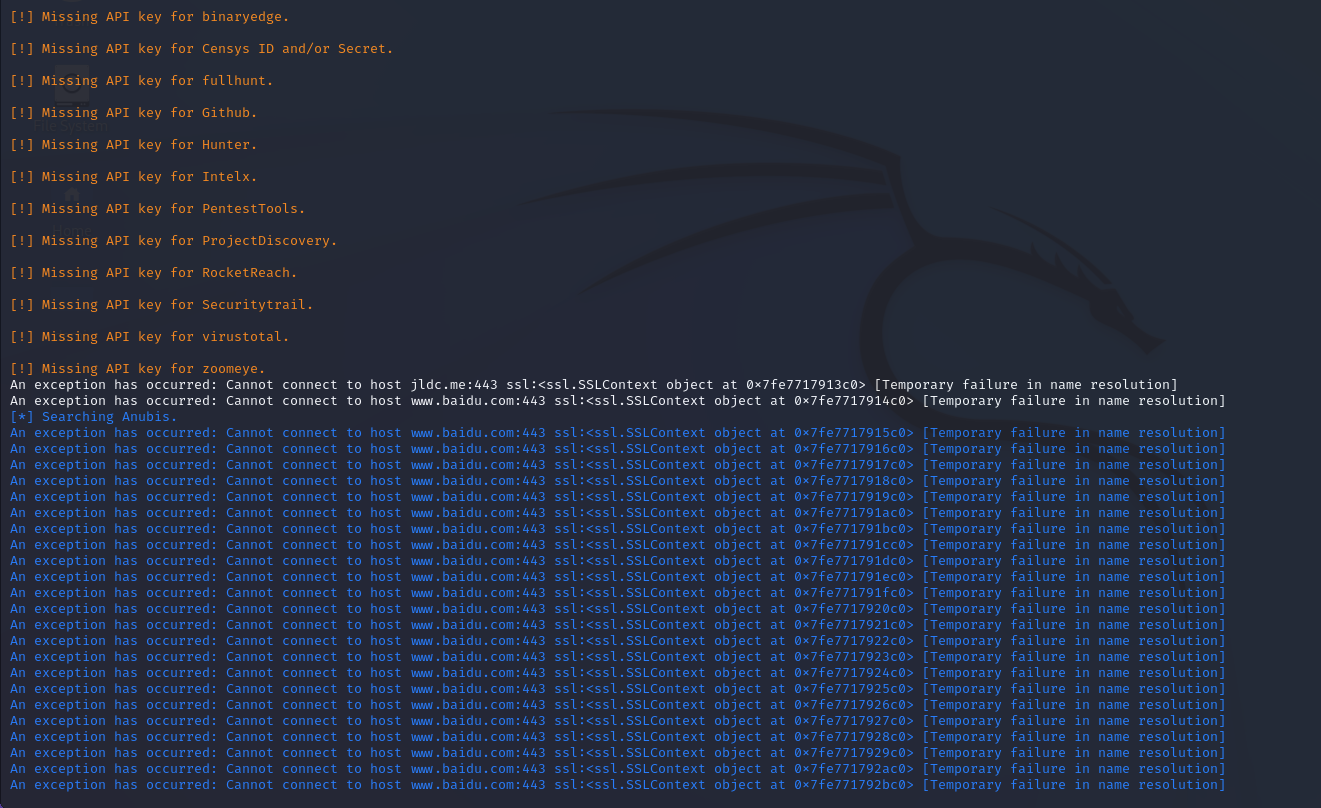 [!] Missing API key for binaryedge.
[!] Missing API key for Censys ID and/or Secret.
[!] Missing API key for fullhunt.
[!] Missing API key for Github.
File System
[!] Missing API key for Hunter.
[!] Missing API key for Intelx.
[!] Missing API key for PentestTools.
Home
[!] Missing API key for ProjectDiscovery.
[!] Missing API key for RocketReach.
[!] Missing API key for Securitytrail.
[!] Missing API key for virustotal.
[!] Missing API key for zoomeye.
An exception has occurred: Cannot connect to host jldc.me:443 ssl:<ssl.SSLContext object at 0×7fe7717913c0> [Temporary failure in name resolution]
An exception has occurred: Cannot connect to host www.baidu.com:443 ssl:<ssl.SSLContext object at 0×7fe7717914c0> [Temporary failure in name resolution]
[*] Searching Anubis.
An exception has occurred: Cannot connect to host www.baidu.com:443 ssl:<ssl.SSLContext object at 0×7fe7717915c0> [Temporary failure in name resolution]
An exception has occurred: Cannot connect to host www.baidu.com:443 ssl:<ssl.SSLContext object at 0×7fe7717916c0> [Temporary failure in name resolution]
An exception has occurred: Cannot connect to host www.baidu.com:443 ssl:<ssl.SSLContext object at 0×7fe7717917c0> [Temporary failure in name resolution]
An exception has occurred: Cannot connect to host www.baidu.com:443 ssl:<ssl.SSLContext object at 0×7fe7717918c0> [Temporary failure in name resolution]
An exception has occurred: Cannot connect to host www.baidu.com:443 ssl:<ssl.SSLContext object at 0×7fe7717919c0> [Temporary failure in name resolution]
An exception has occurred: Cannot connect to host www.baidu.com:443 ssl:<ssl.SSLContext object at 0×7fe771791ac0> [Temporary failure in name resolution]
An exception has occurred: Cannot connect to host www.baidu.com:443 ssl:<ssl.SSLContext object at 0×7fe771791bc0> [Temporary failure in name resolution]
An exception has occurred: Cannot connect to host www.baidu.com:443 ssl:<ssl.SSLContext object at 0×7fe771791cc0> [Temporary failure in name resolution]
An exception has occurred: Cannot connect to host www.baidu.com:443 ssl:<ssl.SSLContext object at 0×7fe771791dc0> [Temporary failure in name resolution]
An exception has occurred: Cannot connect to host www.baidu.com:443 ssl:<ssl.SSLContext object at 0×7fe771791ec0> [Temporary failure in name resolution]
An exception has occurred: Cannot connect to host www.baidu.com:443 ssl:<ssl.SSLContext object at 0×7fe771791fc0> [Temporary failure in name resolution]
An exception has occurred: Cannot connect to host www.baidu.com:443 ssl:<ssl.SSLContext object at 0×7fe7717920c0> [Temporary failure in name resolution]
An exception has occurred: Cannot connect to host www.baidu.com:443 ssl:<ssl.SSLContext object at 0×7fe7717921c0> [Temporary failure in name resolution]
An exception has occurred: Cannot connect to host www.baidu.com:443 ssl:<ssl.SSLContext object at 0×7fe7717922c0> [Temporary failure in name resolution]
An exception has occurred: Cannot connect to host www.baidu.com:443 ssl:<ssl.SSLContext object at 0×7fe7717923c0> [Temporary failure in name resolution]
An exception has occurred: Cannot connect to host www.baidu.com:443 ssl:<ssl.SSLContext object at 0×7fe7717924c0> [Temporary failure in name resolution]
An exception has occurred: Cannot connect to host www.baidu.com:443 ssl:<ssl.SSLContext object at 0×7fe7717925c0> [Temporary failure in name resolution]
An exception has occurred: Cannot connect to host www.baidu.com:443 ssl:<ssl.SSLContext object at 0×7fe7717926c0> [Temporary failure in name resolution]
An exception has occurred: Cannot connect to host www.baidu.com:443 ssl:<ssl.SSLContext object at 0×7fe7717927c0> [Temporary failure in name resolution]
An exception has occurred: Cannot connect to host www.baidu.com:443 ssl:<ssl.SSLContext object at 0×7fe7717928c0> [Temporary failure in name resolution]
An exception has occurred: Cannot connect to host www.baidu.com:443 ssl:<ssl.SSLContext object at 0×7fe7717929c0> [Temporary failure in name resolution]
An exception has occurred: Cannot connect to host www.baidu.com:443 ssl:<ssl.SSLContext object at 0×7fe771792ac0> [Temporary failure in name resolution]
An exception has occurred: Cannot connect to host www.baidu.com:443 ssl:<ssl.SSLContext object at 0×7fe771792bc0> [Temporary failure in name resolution]